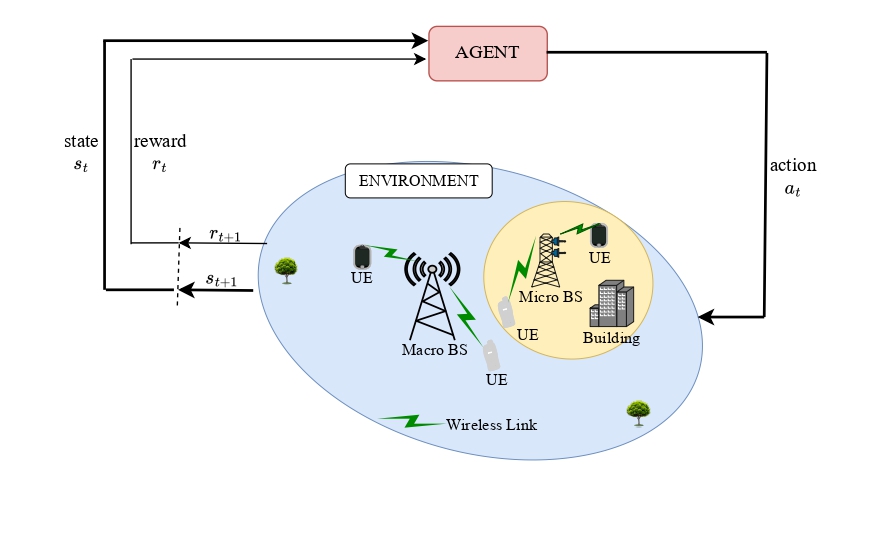 AGENT
state
s_t
reward
r_t
action
a_t
ENVIRONMENT
r_{t+1}
s_{t+1}
UE
UE
Micro BS
UE
Building
Macro BS
UE
Wireless Link